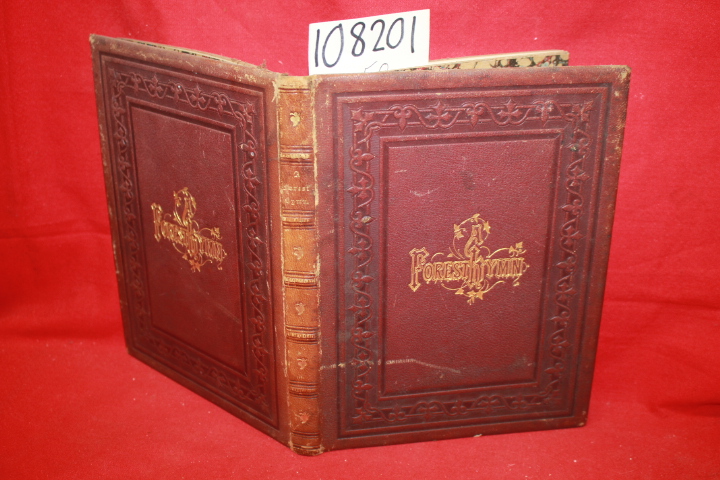 108201
A
Forest
Hymn.
A
FOREST HYMN
A
FOREST HYMN